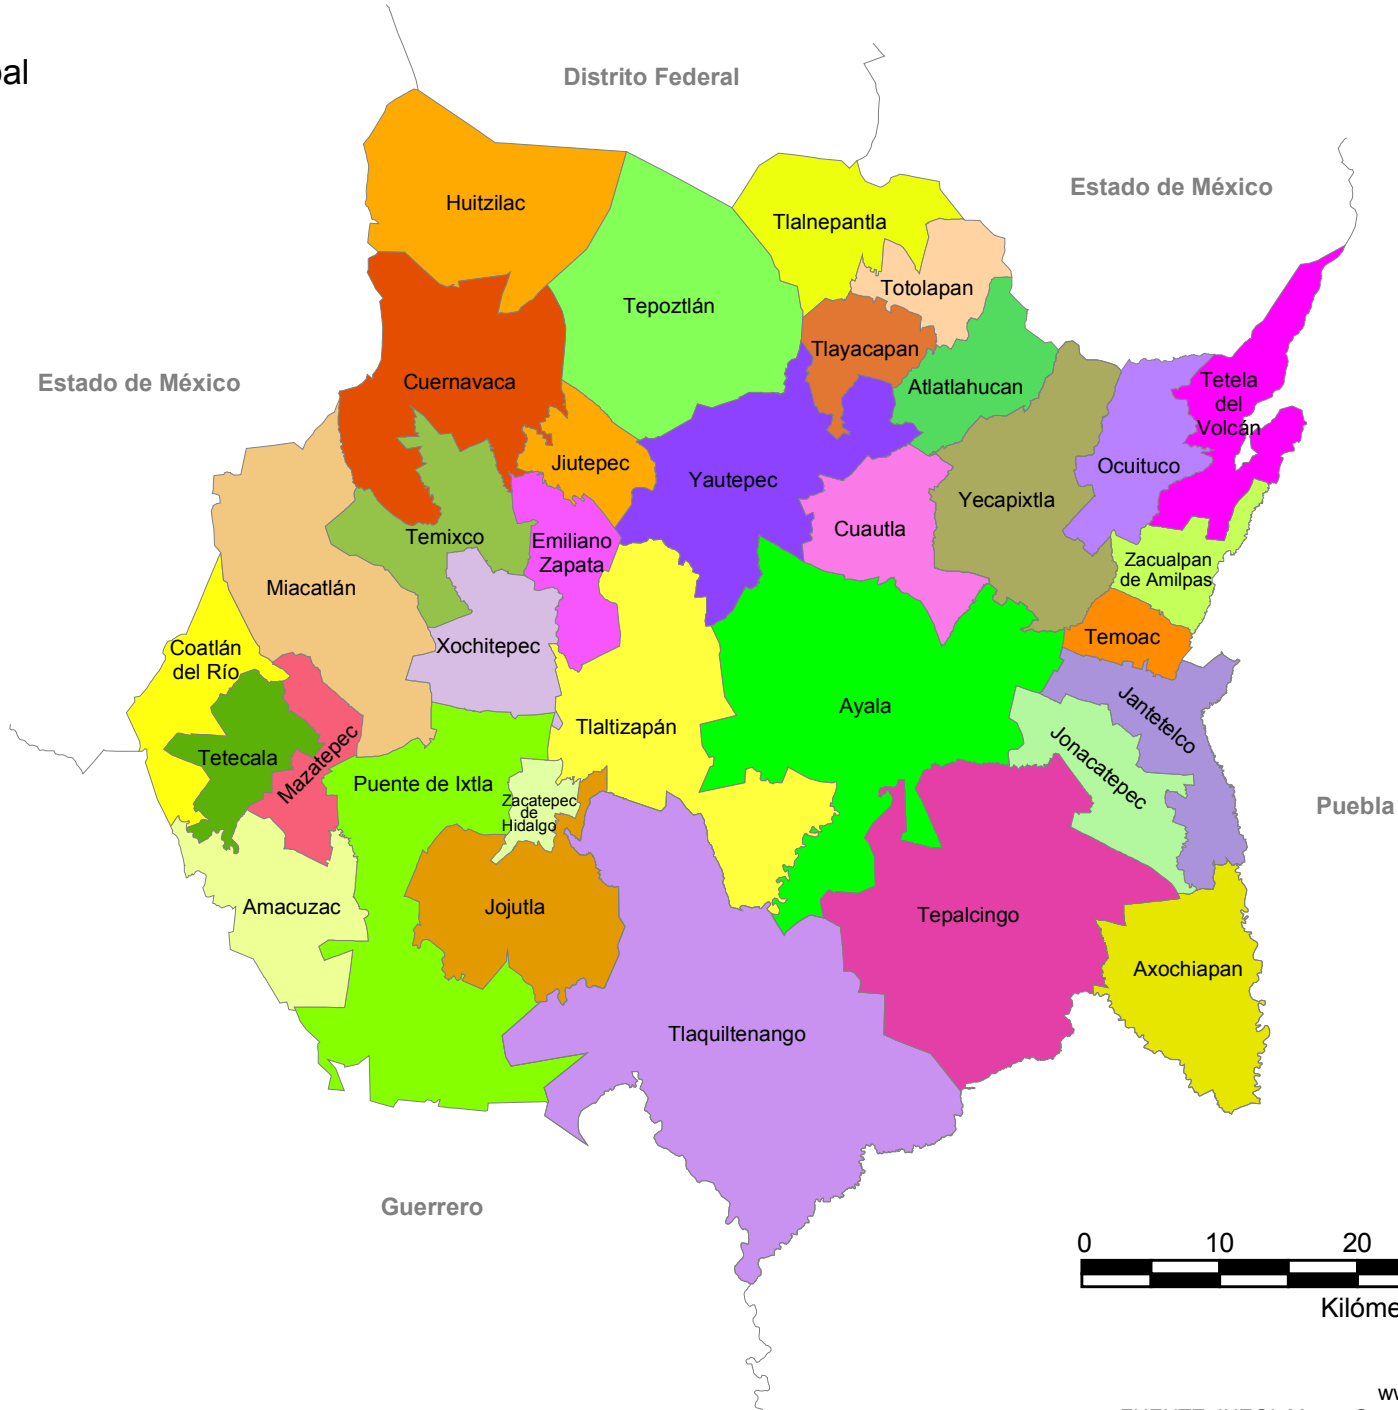 Distrito Federal
Estado de México
Huitzilac
Tlalnepantla
Totolapan
Tepoztlán
Tlayacapan
Estado de México
Cuernavaca
Atlatlahucan
Tetela
del
Volcán
Jiutepec
Yautepec
Ocuituco
Yecapixtla
Cuautla
Temixco
Emiliano
Zapata
Zacualpan
de Amilpas
Miacatlán
Coatlán
del Río
Xochitepec
Temoac
Ayala
Tlaltizapán
Jantetelco
Jonacatepec
Tetecala
Mazatepec
Puente de Ixtla
Zacatepec
de
Hidalgo
Puebla
Amacuzac
Jojutla
Tepalcingo
Axochiapan
Tlaquiltenango
Guerrero
0 10 20